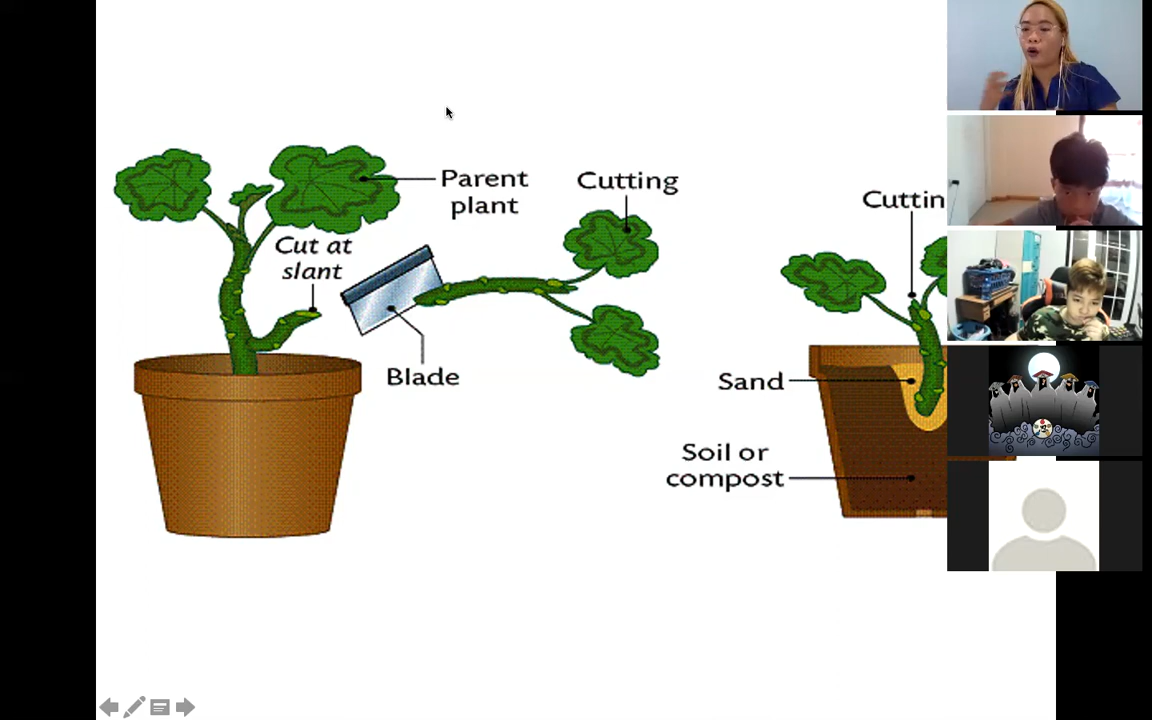 Parent
plant
Cutting
Cut at
slant
Blade
Cuttin
Sand
Soil or
compost